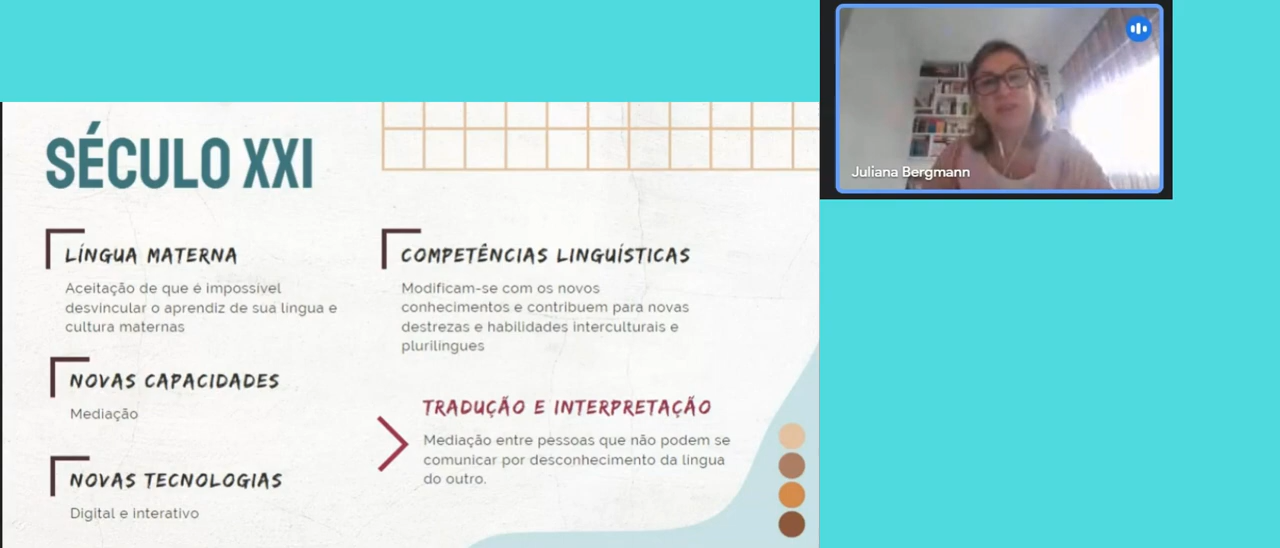 SÉCULO XXI
LÍNGUA MATERNA
Aceitação de que é impossível
desvincular o aprendiz de sua língua e
cultura maternas
NOVAS CAPACIDADES
Mediação
NOVAS TECNOLOGIAS
Digital e interativo
COMPETÊNCIAS LINGUÍSTICAS
Modificam-se com os novos
conhecimentos e contribuem para novas
destrezas e habilidades interculturais e
plurilíngues
TRADUÇÃO E INTERPRETAÇÃO
Mediação entre pessoas que não podem se
comunicar por desconhecimento da língua
do outro.
Juliana Bergmann